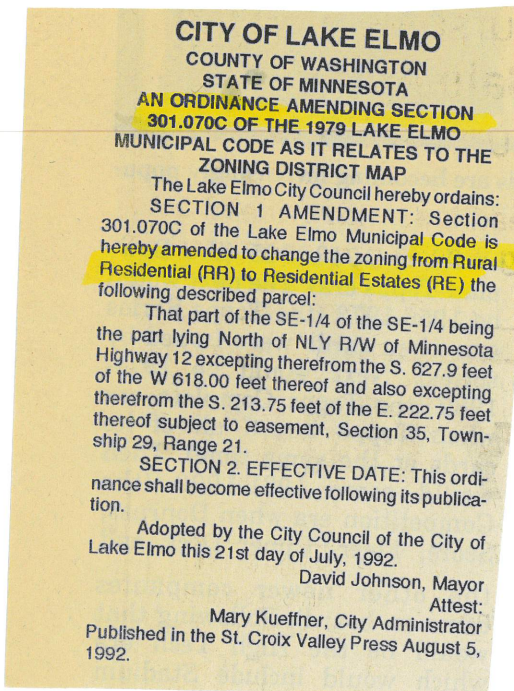 CITY OF LAKE ELMO
COUNTY OF WASHINGTON
STATE OF MINNESOTA
AN ORDINANCE AMENDING SECTION
301.070C OF THE 1979 LAKE ELMO
MUNICIPAL CODE AS IT RELATES TO THE
ZONING DISTRICT MAP
The Lake Elmo City Council hereby ordains:
SECTION 1 AMENDMENT: Section
301.070C of the Lake Elmo Municipal Code is
hereby amended to change the zoning from Rural
Residential (RR) to Residential Estates (RE) the
following described parcel:
That part of the SE-1/4 of the SE-1/4 being
the part lying North of NLY R/W of Minnesota
Highway 12 excepting therefrom the S. 627.9 feet
of the W 618.00 feet thereof and also excepting
therefrom the S. 213.75 feet of the E. 222.75 feet
thereof subject to easement, Section 35, Town-
ship 29, Range 21.
SECTION 2. EFFECTIVE DATE: This ordi-
nance shall become effective following its publica-
tion.
Adopted by the City Council of the City of
Lake Elmo this 21st day of July, 1992.
David Johnson, Mayor
Attest:
Mary Kueffner, City Administrator
Published in the St. Croix Valley Press August 5,
1992.